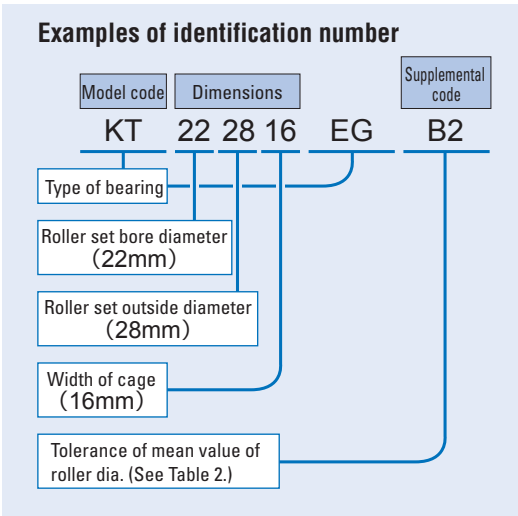 Examples of identification number
Model code Dimensions Supplemental
code
KT 22 28 16 EG B2
Type of bearing
Roller set bore diameter
（22mm）
Roller set outside diameter
（28mm）
Width of cage
（16mm）
Tolerance of mean value of
roller dia. (See Table 2.)